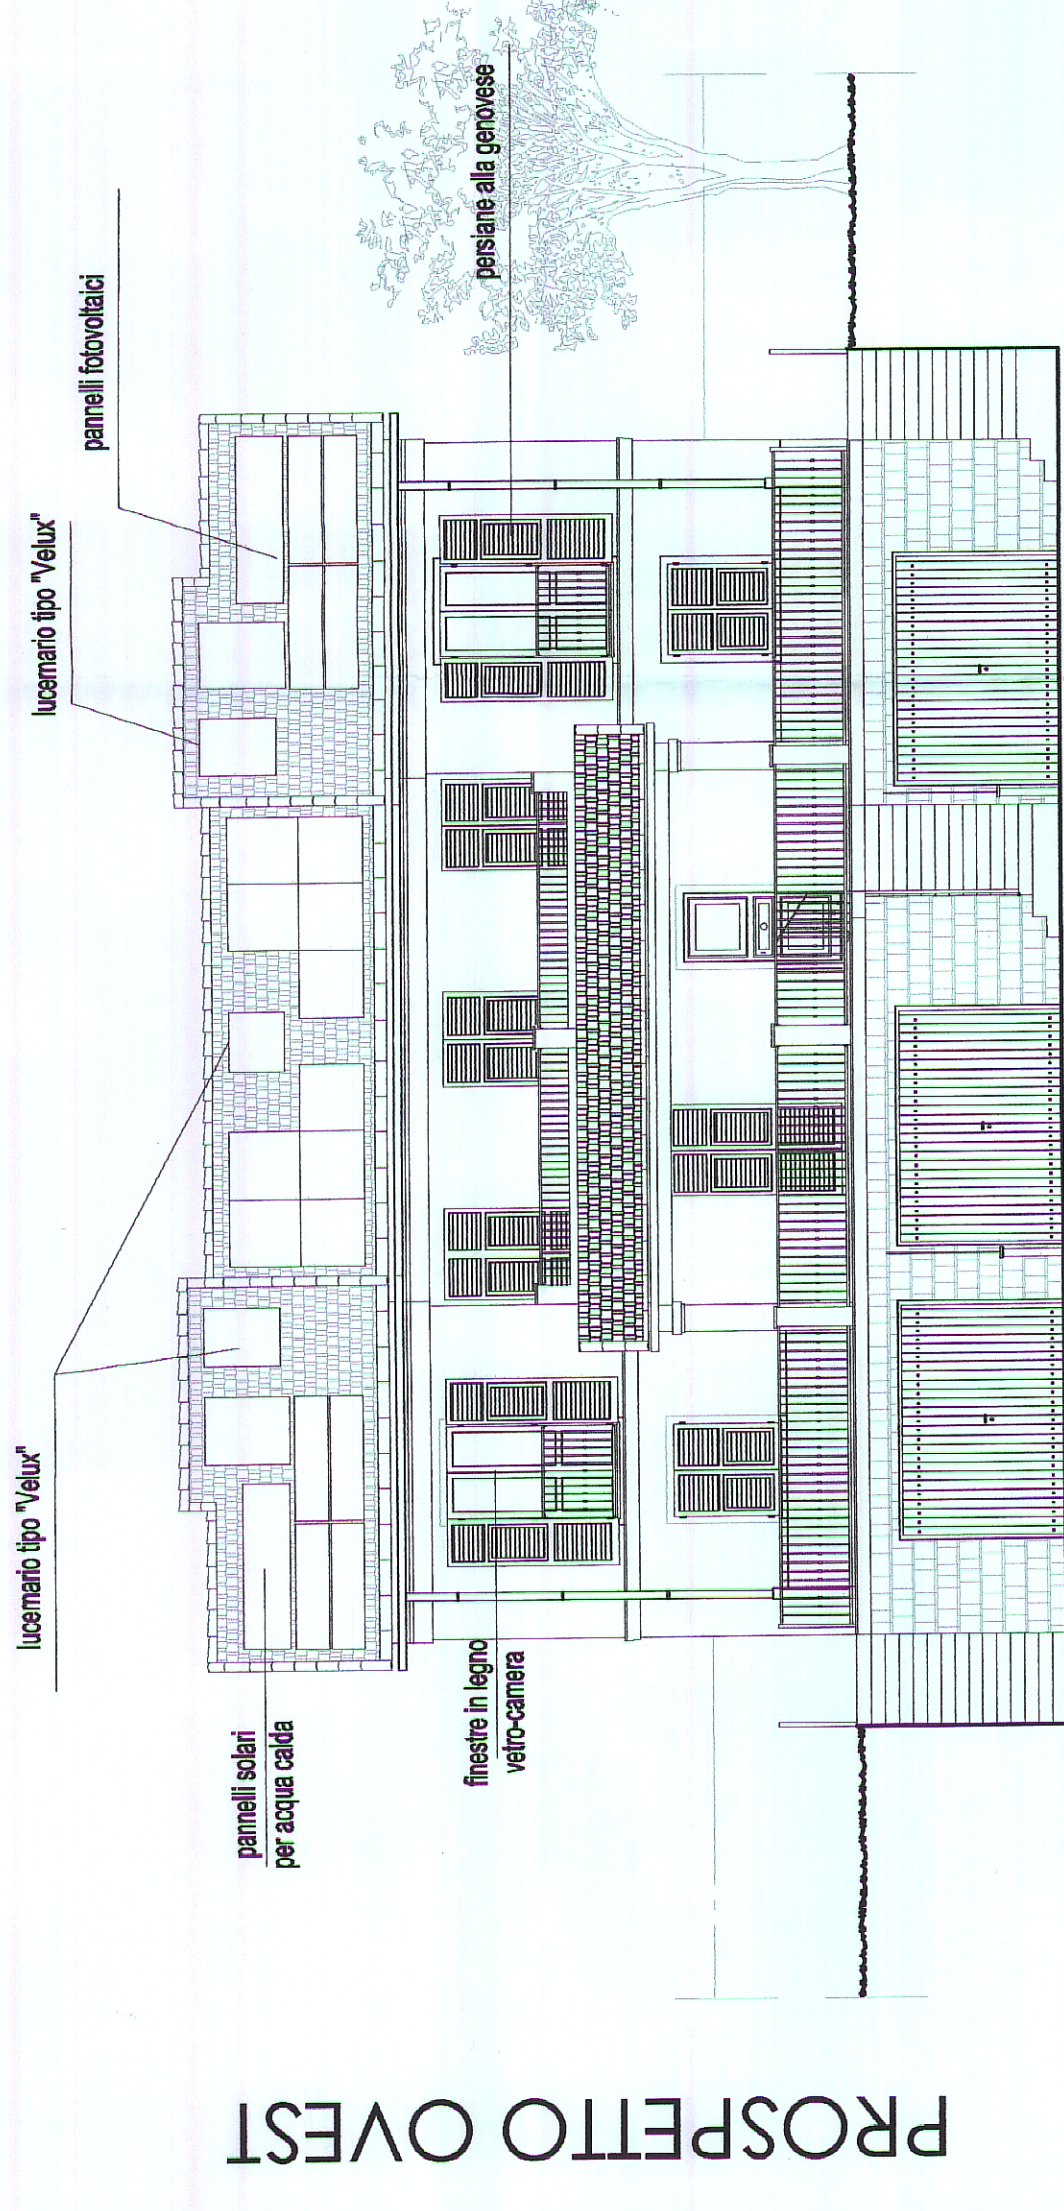 lucernario tipo "Velux"
lucernario tipo "Velux"
pannelli fotovoltaici
pannelli solari
per acqua calda
finestre in legno
vetro-camera
persiane alla genovese
PROSPETTO OVEST